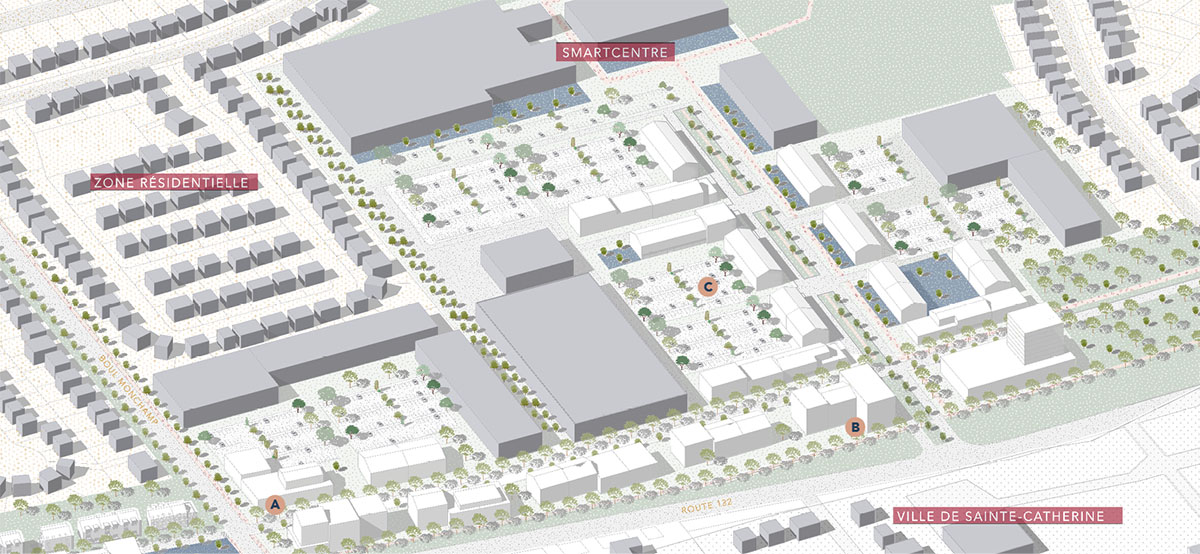 SMARTCENTRE
ZONE RÉSIDENTIELLE
C
BOUL MONCHAMP
B
A
ROUTE 132
VILLE DE SAINTE-CATHERINE